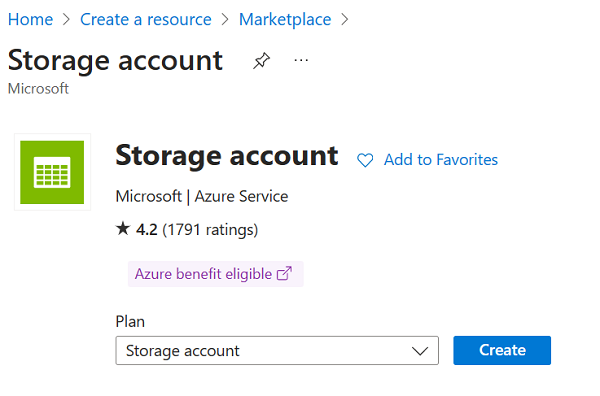 Home > Create a resource > Marketplace >
Storage account ...
Microsoft
Storage account Add to Favorites
Microsoft | Azure Service
★ 4.2 (1791 ratings)
Azure benefit eligible
Plan
Storage account Create